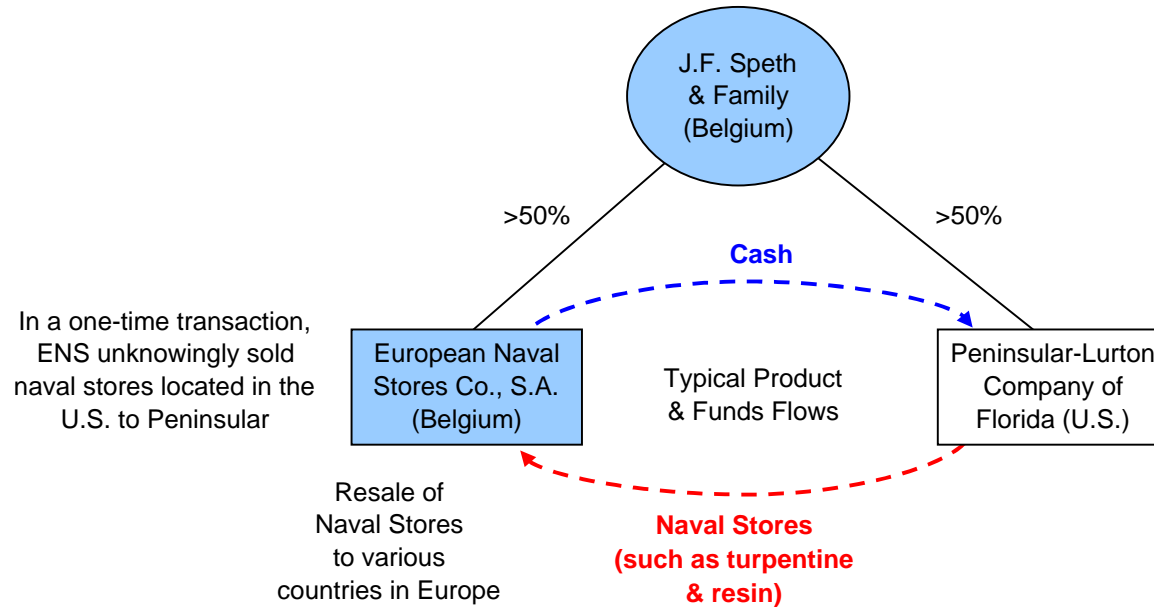 J.F. Speth
& Family
(Belgium)
>50%
>50%
Cash
In a one-time transaction,
ENS unknowingly sold
naval stores located in the
U.S. to Peninsular
European Naval
Stores Co., S.A.
(Belgium)
Typical Product
& Funds Flows
Peninsular-Lurton
Company of
Florida (U.S.)
Resale of
Naval Stores
to various
countries in Europe
Naval Stores
(such as turpentine
& resin)